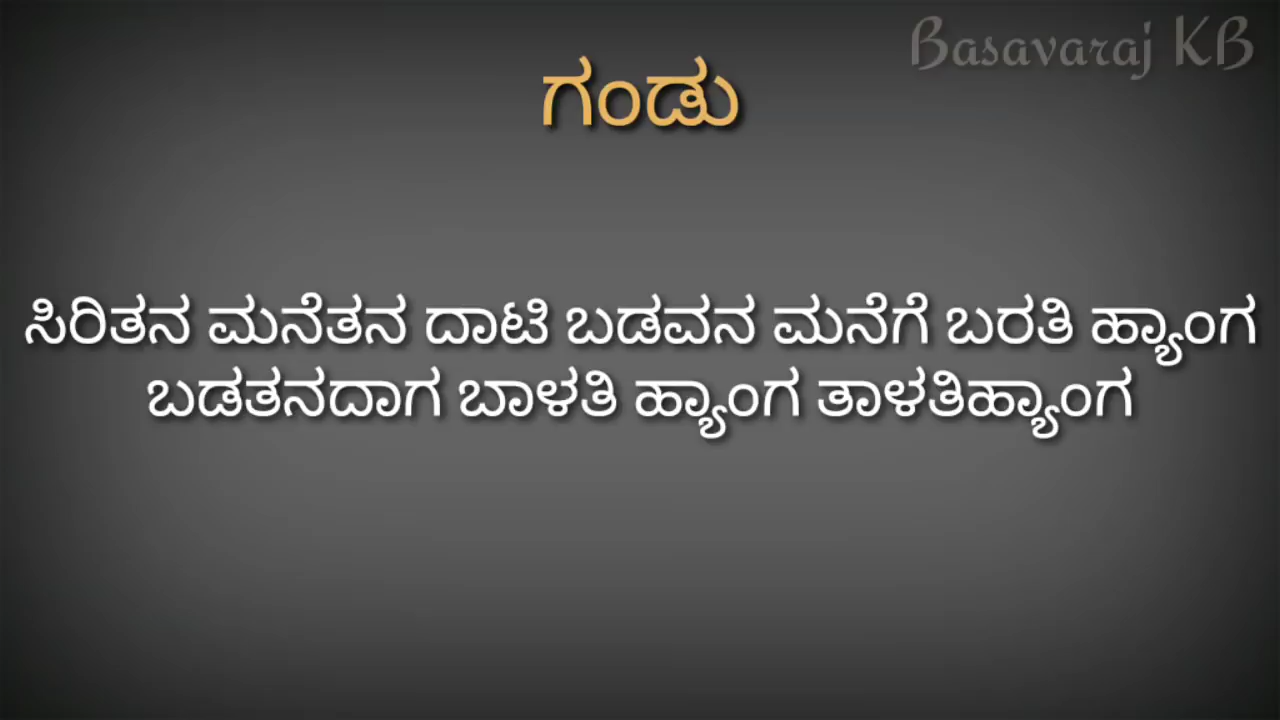 Basavaraj KB
ಗಂಡು
ಸಿರಿತನ ಮನೆತನ ದಾಟಿ ಬಡವನ ಮನೆಗೆ ಬರತಿ ಹ್ಯಾಂಗ
ಬಡತನದಾಗ ಬಾಳತಿ ಹ್ಯಾಂಗ ತಾಳತಿಹ್ಯಾಂಗ